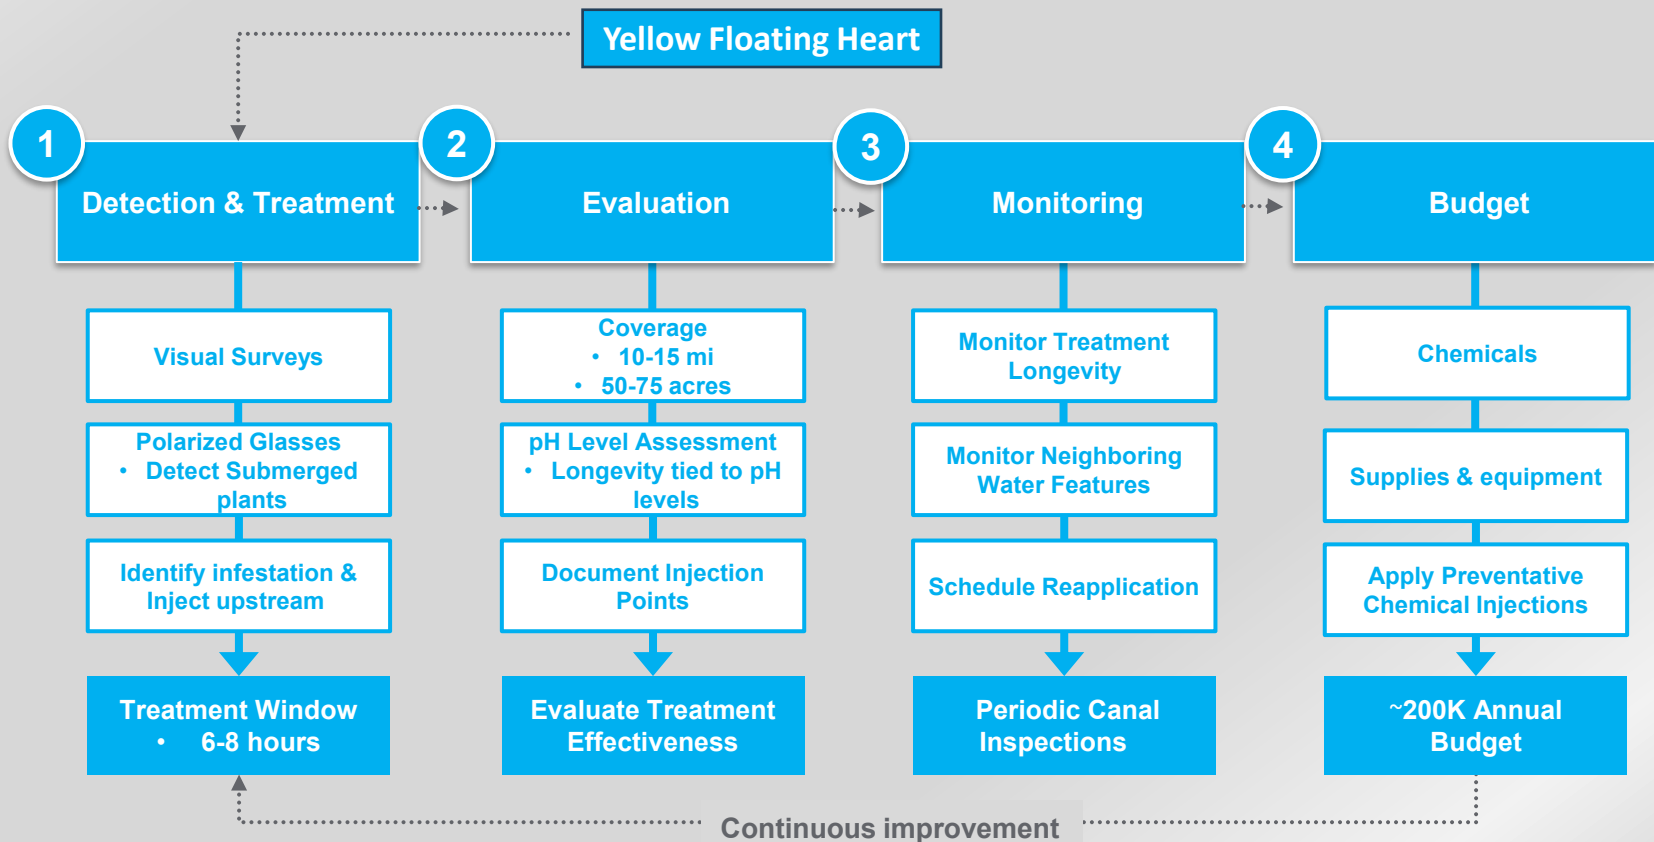 Yellow Floating Heart
1
Detection & Treatment
Visual Surveys
Polarized Glasses
• Detect Submerged
plants
Identify infestation &
Inject upstream
Treatment Window
• 6-8 hours
2
Evaluation
Coverage
• 10-15 mi
• 50-75 acres
pH Level Assessment
• Longevity tied to pH
levels
Document Injection
Points
Evaluate Treatment
Effectiveness
3
Monitoring
Monitor Treatment
Longevity
Monitor Neighboring
Water Features
Schedule Reapplication
Periodic Canal
Inspections
4
Budget
Chemicals
Supplies & equipment
Apply Preventative
Chemical Injections
~200K Annual
Budget
Continuous improvement